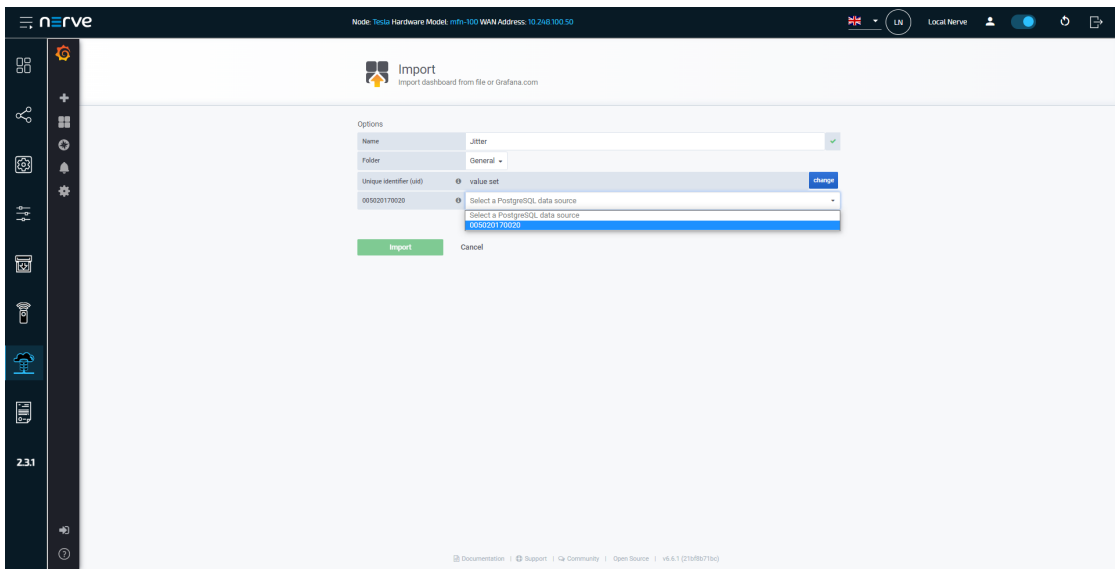 nerve
Node: Tesla Hardware Model: mfn-100 WAN Address: 10.248.100.50
LN
Local Nerve
Import
Import dashboard from file or Grafana.com
Options
Name
Jitter
Folder
General
Unique identifier (uid)
value set
change
005020170020
Select a PostgreSQL data source
Select a PostgreSQL data source
005020170020
Import
Cancel
2.3.1
Documentation | Support | Community | Open Source | v6.6.1 (21bf8b71bc)